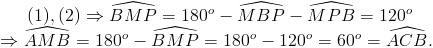 (1),(2) ⇒ \widehat{BMP} = 180^o − \widehat{MBP} − \widehat{MPB} = 120^o
⇒ \widehat{AMB} = 180^o − \widehat{BMP} = 180^o − 120^o = 60^o = \widehat{ACB}.